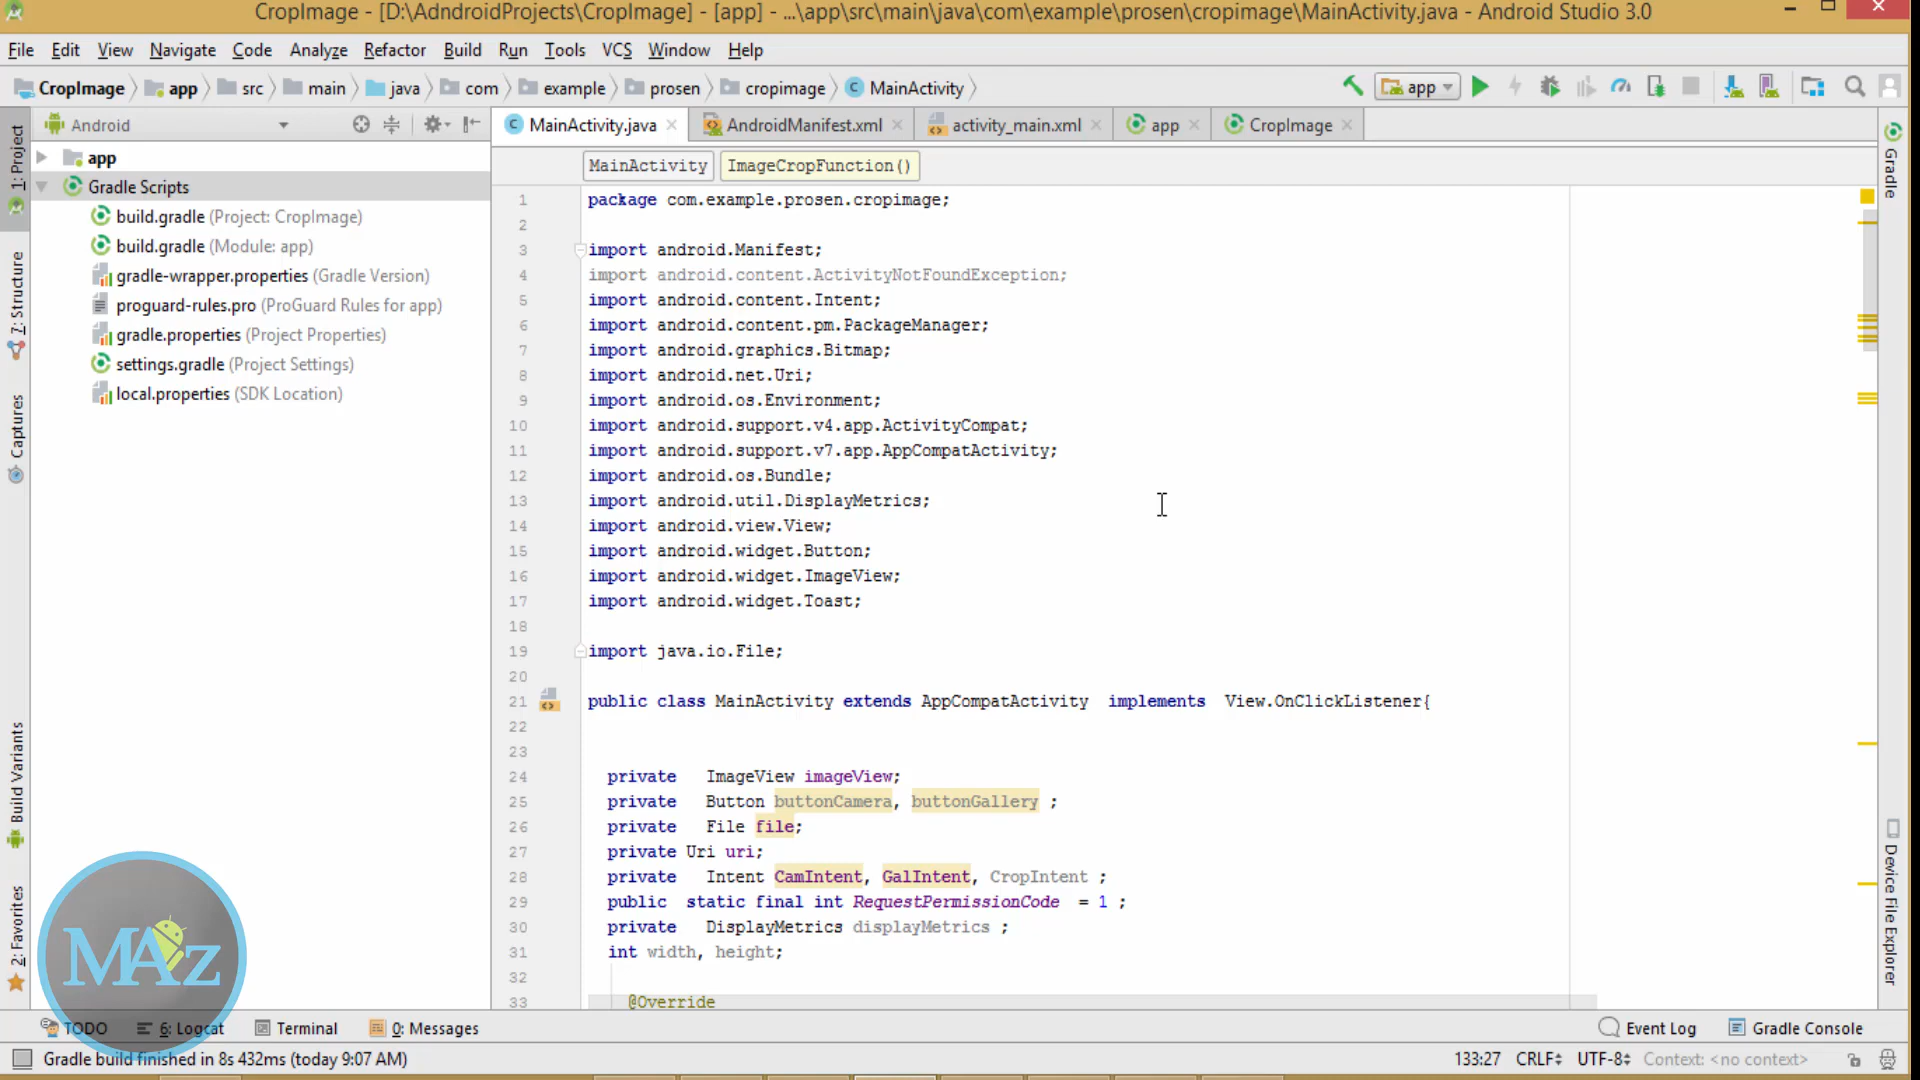 CropImage - [D:\AdndroidProjects\CropImage] - [app] - ...\app\src\main\java\com\example\prosen\cropimage\MainActivity.java - Android Studio 3.0
File Edit View Navigate Code Analyze Refactor Build Run Tools VCS Window Help
CropImage app src main java com example prosen cropimage MainActivity app
Android
MainActivity.java AndroidManifest.xml activity_main.xml app CropImage
MainActivity ImageCropFunction()
app
Gradle Scripts
build.gradle (Project: CropImage)
build.gradle (Module: app)
gradle-wrapper.properties (Gradle Version)
proguard-rules.pro (ProGuard Rules for app)
gradle.properties (Project Properties)
settings.gradle (Project Settings)
local.properties (SDK Location)
1: Project
7: Structure
Captures
Build Variants
2: Favorites
1 package com.example.prosen.cropimage;
2
3 import android.Manifest;
4 import android.content.ActivityNotFoundException;
5 import android.content.Intent;
6 import android.content.pm.PackageManager;
7 import android.graphics.Bitmap;
8 import android.net.Uri;
9 import android.os.Environment;
10 import android.support.v4.app.ActivityCompat;
11 import android.support.v7.app.AppCompatActivity;
12 import android.os.Bundle;
13 import android.util.DisplayMetrics;
14 import android.view.View;
15 import android.widget.Button;
16 import android.widget.ImageView;
17 import android.widget.Toast;
18
19 import java.io.File;
20
21 public class MainActivity extends AppCompatActivity implements View.OnClickListener{
22
23
24 private ImageView imageView;
25 private Button buttonCamera, buttonGallery ;
26 private File file;
27 private Uri uri;
28 private Intent CamIntent, GalIntent, CropIntent ;
29 public static final int RequestPermissionCode = 1 ;
30 private DisplayMetrics displayMetrics ;
31 int width, height;
32
33 @Override
Gradle
Device File Explorer
MAz
TODO 6: Logcat Terminal 0: Messages Event Log Gradle Console
Gradle build finished in 8s 432ms (today 9:07 AM) 133:27 CRLF UTF-8 Context: <no context>